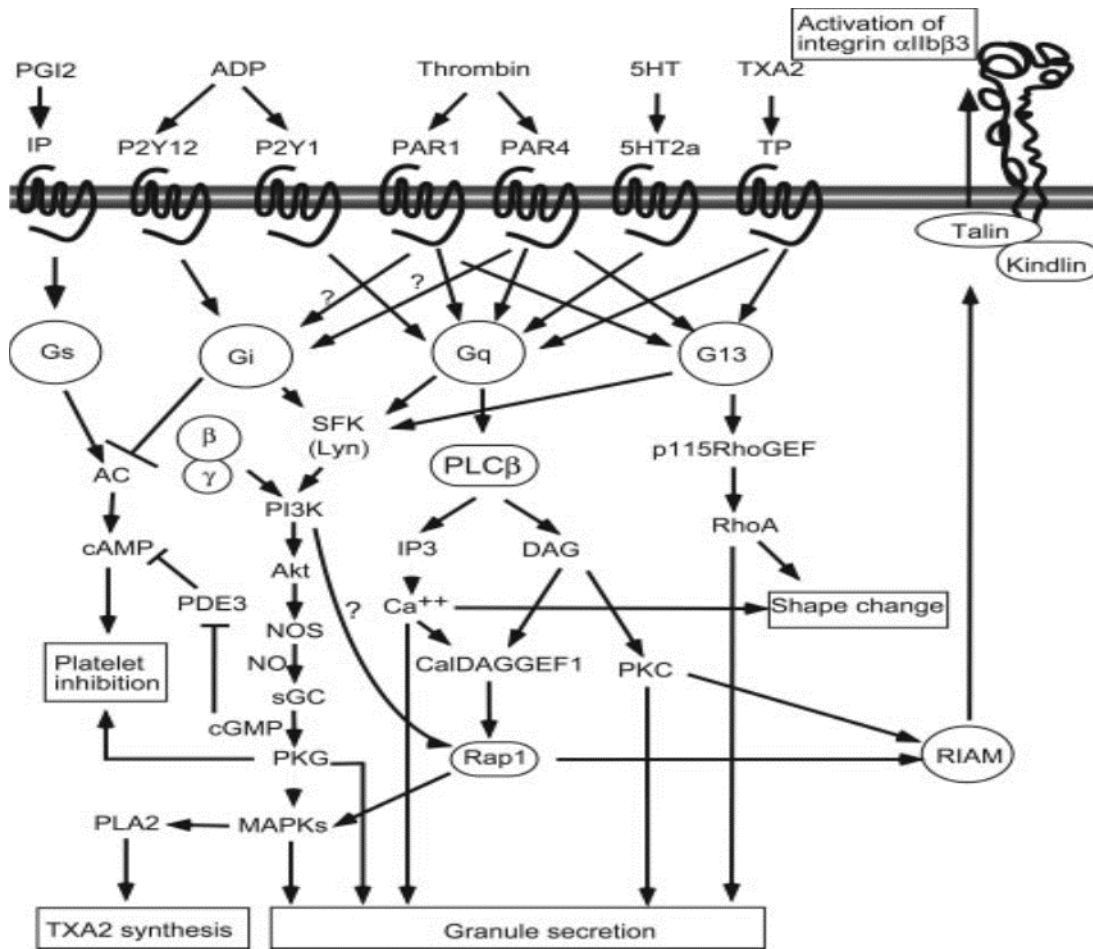 Activation of
integrin αIIbβ3
PGI2
ADP
Thrombin
5HT
TXA2
IP
P2Y12
P2Y1
PAR1
PAR4
5HT2a
TP
Talin
Kindlin
?
?
Gs
Gi
Gq
G13
SFK
(Lyn)
β
γ
PLCβ
p115RhoGEF
AC
PI3K
RhoA
cAMP
IP3
DAG
Akt
PDE3
Ca++
Shape change
?
NOS
Platelet
inhibition
NO
CalDAGGEF1
PKC
sGC
cGMP
PKG
Rap1
RIAM
PLA2
MAPKs
TXA2 synthesis
Granule secretion